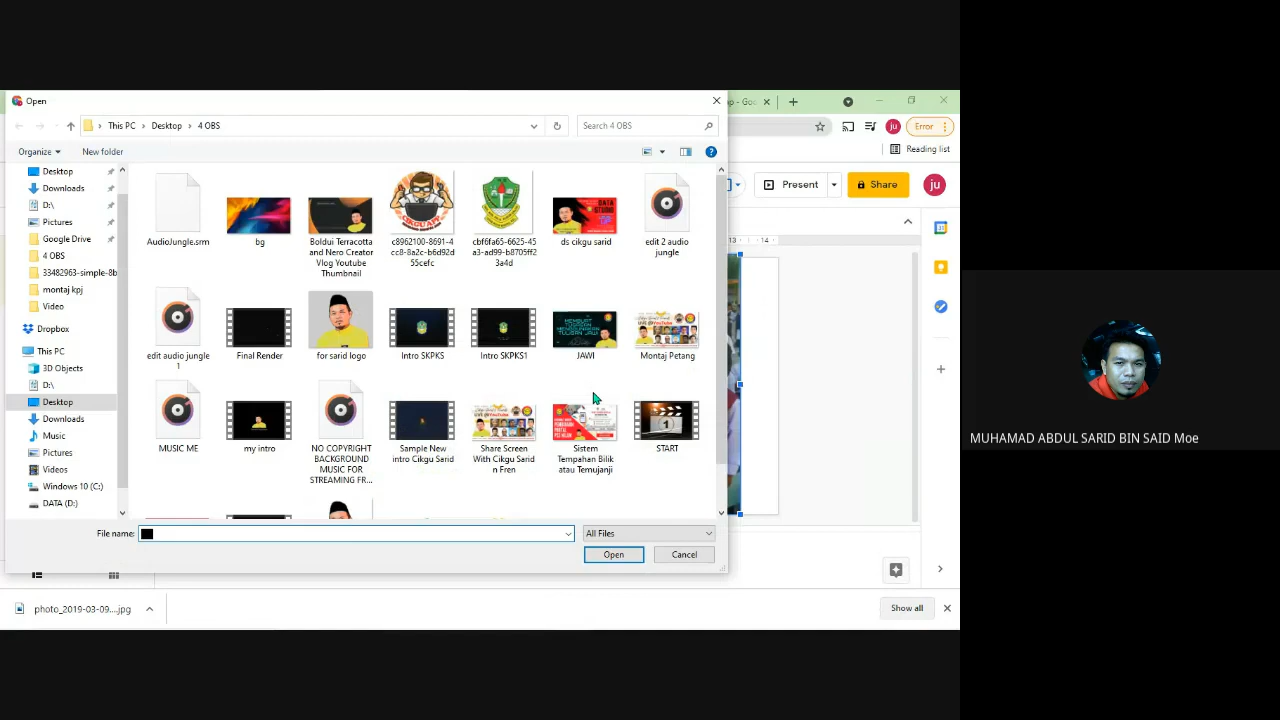 Open
p - Goo
This PC
Desktop
4 OBS
Search 4 OBS
ju
Error
Organize
New folder
Reading list
Desktop
Downloads
D:\
Pictures
Google Drive
4 OBS
33482963-simple-8b
montaj kpj
Video
Dropbox
This PC
3D Objects
D:\
Desktop
Downloads
Music
Pictures
Videos
Windows 10 (C:)
DATA (D:)
AudioJungle.srm
bg
Boldui Terracotta
and Nero Creator
Vlog Youtube
Thumbnail
c8962100-8691-4
cc8-8a2c-b6d92d
55cefc
cbf6fa65-6625-45
a3-ad99-b8705ff2
3a4d
ds cikgu sarid
edit 2 audio
jungle
edit audio jungle
1
Final Render
for sarid logo
Intro SKPKS
Intro SKPKS1
JAWI
Montaj Petang
MUSIC ME
my intro
NO COPYRIGHT
BACKGROUND
MUSIC FOR
STREAMING FR...
Sample New
intro Cikgu Sarid
Share Screen
With Cikgu Sarid
n Fren
Sistem
Tempahan Bilik
atau Temujanji
START
Present
Share
ju
13
14
File name:
All Files
Open
Cancel
photo_2019-03-09....jpg
Show all
MUHAMAD ABDUL SARID BIN SAID Moe